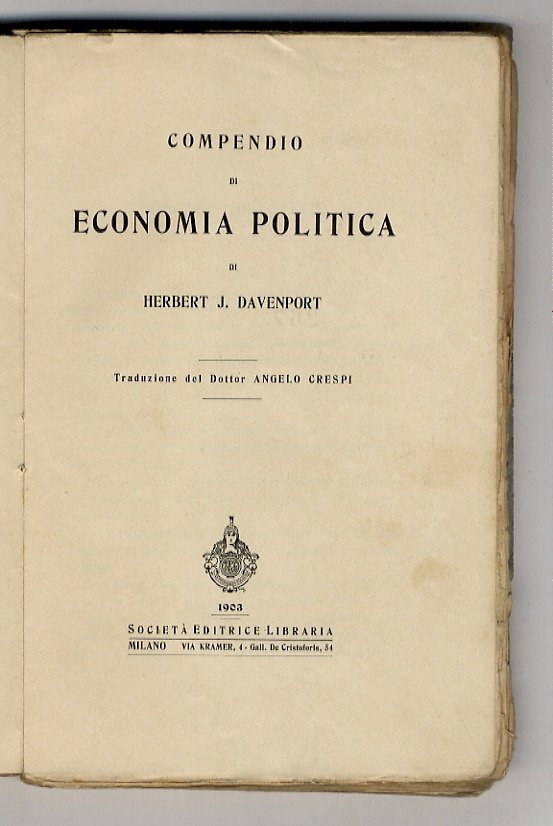 COMPENDIO
DI
ECONOMIA POLITICA
DI
HERBERT J. DAVENPORT
Traduzione del Dottor ANGELO CRESPI
1903
SOCIETÀ EDITRICE LIBRARIA
MILANO VIA KRAMER, 4 - Gall. De Cristoforis, 54